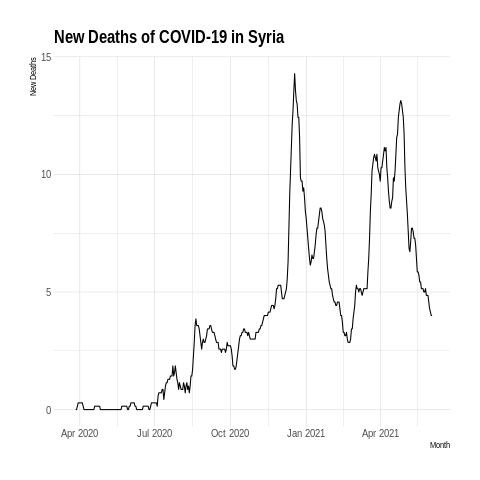 New Deaths of COVID-19 in Syria
New Deaths
15
10
5
0
Apr 2020
Jul 2020
Oct 2020
Jan 2021
Apr 2021
Month